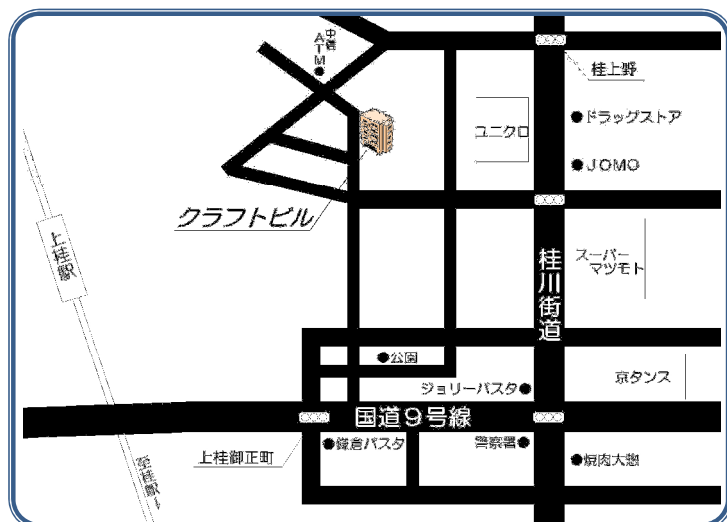 中信
ATM
桂上野
ドラッグストア
ユニクロ
JOMO
クラフトビル
上桂駅
桂川街道
スーパー
マツモト
公園
京タンス
ジョリーパスタ
国道9号線
上桂御正町
鎌倉パスタ
警察署
焼肉大惣
至桂駅↓